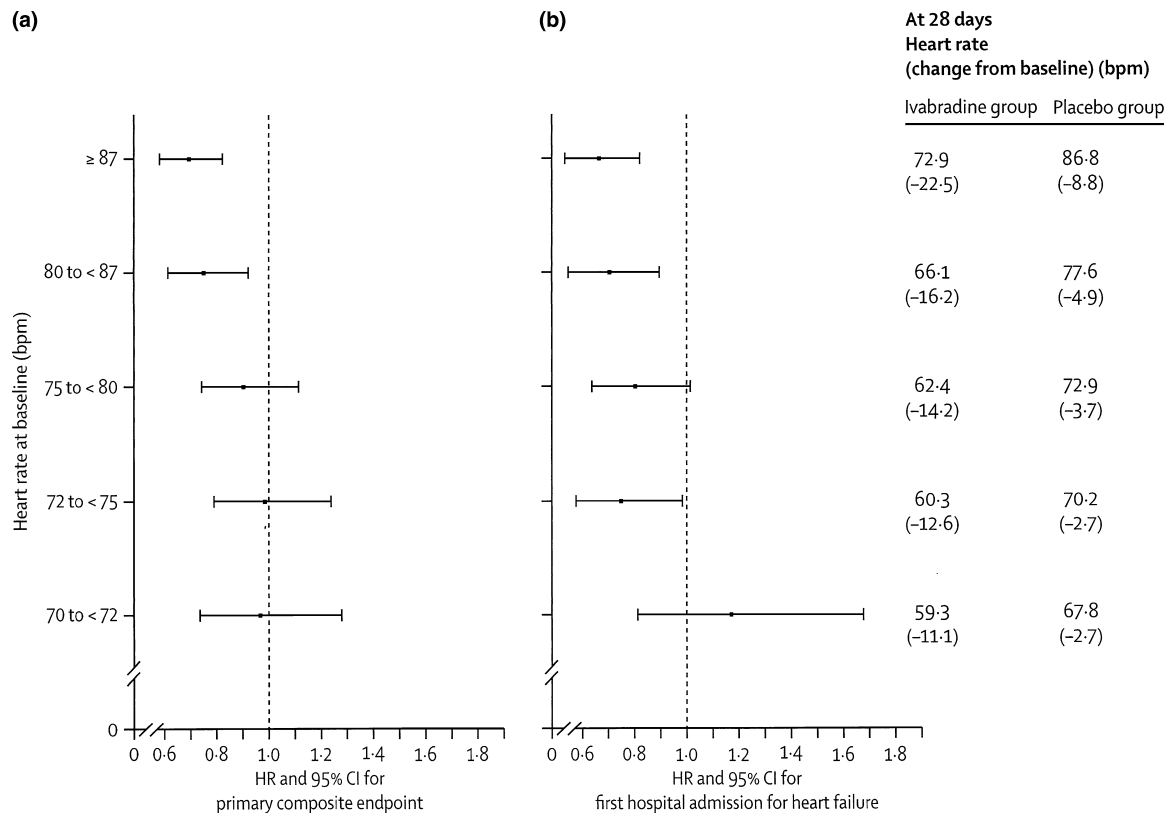 (a)
(b)
At 28 days
Heart rate
(change from baseline) (bpm)
Ivabradine group Placebo group
Heart rate at baseline (bpm)
≥ 87
72·9 86·8
(–22·5) (–8·8)
80 to < 87
66·1 77·6
(–16·2) (–4·9)
75 to < 80
62·4 72·9
(–14·2) (–3·7)
72 to < 75
60·3 70·2
(–12·6) (–2·7)
70 to < 72
59·3 67·8
(–11·1) (–2·7)
0
0 0·6 0·8 1·0 1·2 1·4 1·6 1·8
HR and 95% CI for
primary composite endpoint
0 0·6 0·8 1·0 1·2 1·4 1·6 1·8
HR and 95% CI for
first hospital admission for heart failure